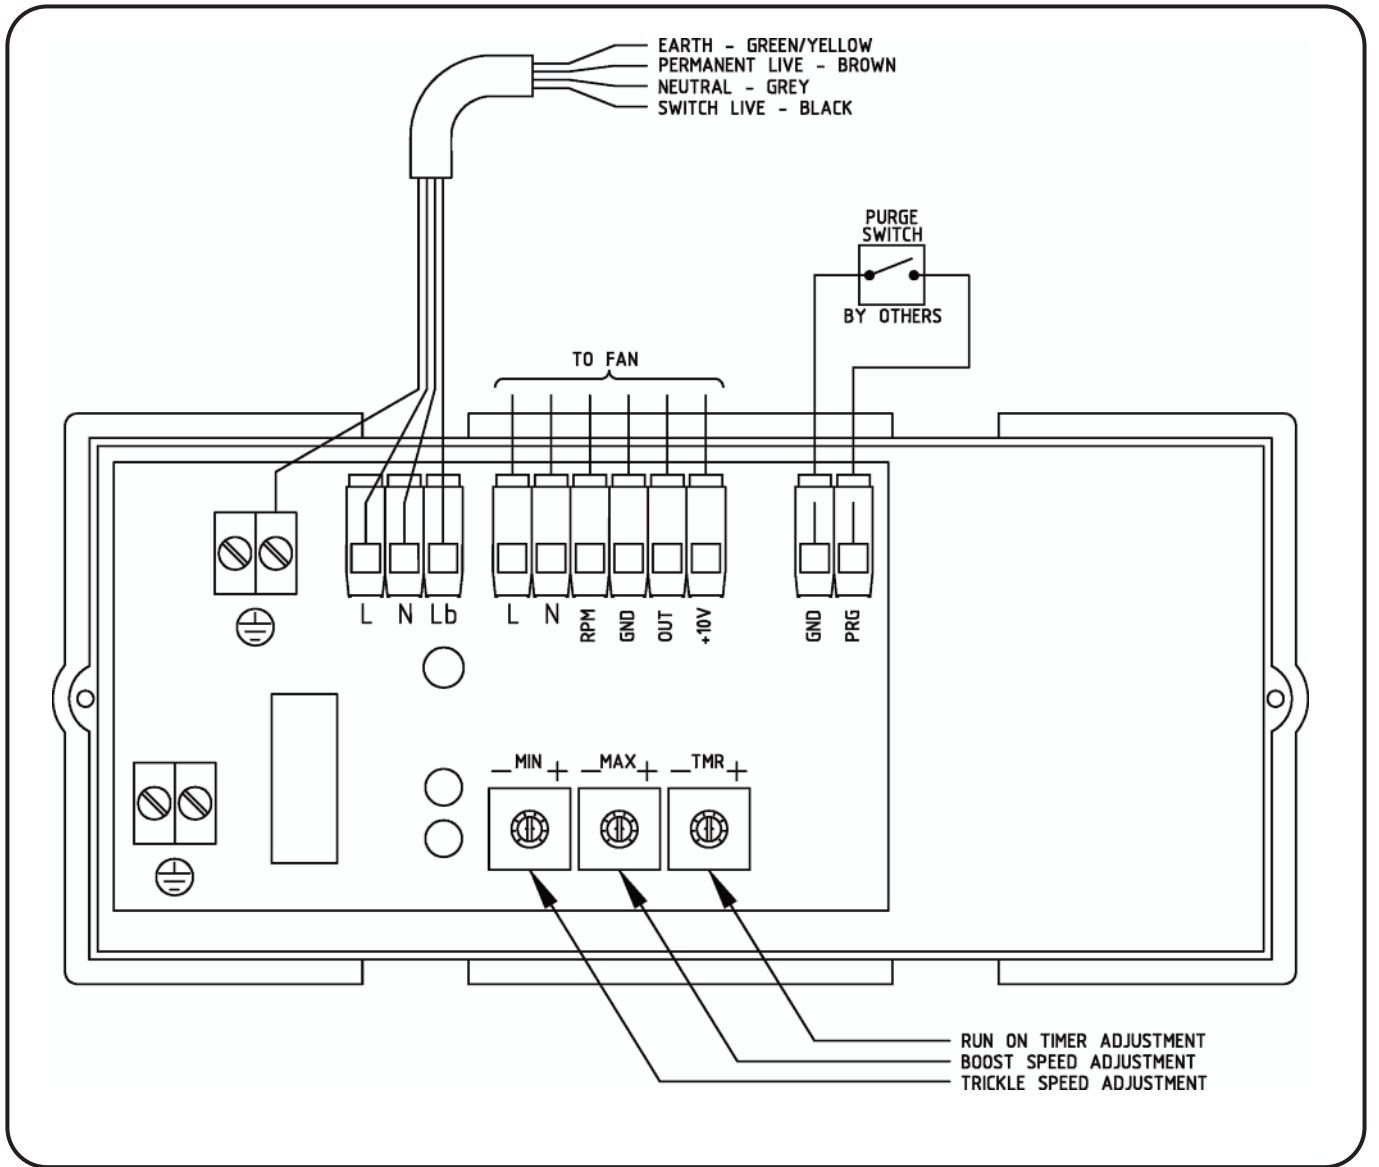 EARTH - GREEN/YELLOW
PERMANENT LIVE - BROWN
NEUTRAL - GREY
SWITCH LIVE - BLACK
PURGE
SWITCH
BY OTHERS
TO FAN
L N Lb L N RPM GND OUT +10V GND PRG
- MIN + - MAX + - TMR +
RUN ON TIMER ADJUSTMENT
BOOST SPEED ADJUSTMENT
TRICKLE SPEED ADJUSTMENT